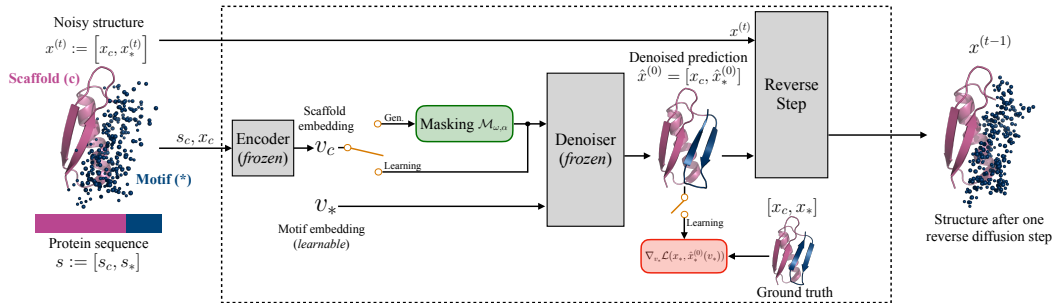 Noisy structure
x^{(t)} := [x_c, x_*^{(t)}]
Scaffold (c)
Motif (*)
Protein sequence
s := [s_c, s_*]
s_c, x_c
Encoder
(frozen)
Scaffold
embedding
v_c
Gen.
Learning
Masking M_{ω,α}
v_*
Motif embedding
(learnable)
Denoiser
(frozen)
Denoised prediction
x̂^{(0)} = [x_c, x̂_*^{(0)}]
Learning
∇_{v_*} L(x_*, x̂_*^{(0)}(v_*))
[x_c, x_*]
Ground truth
x^{(t)}
Reverse
Step
x^{(t-1)}
Structure after one
reverse diffusion step